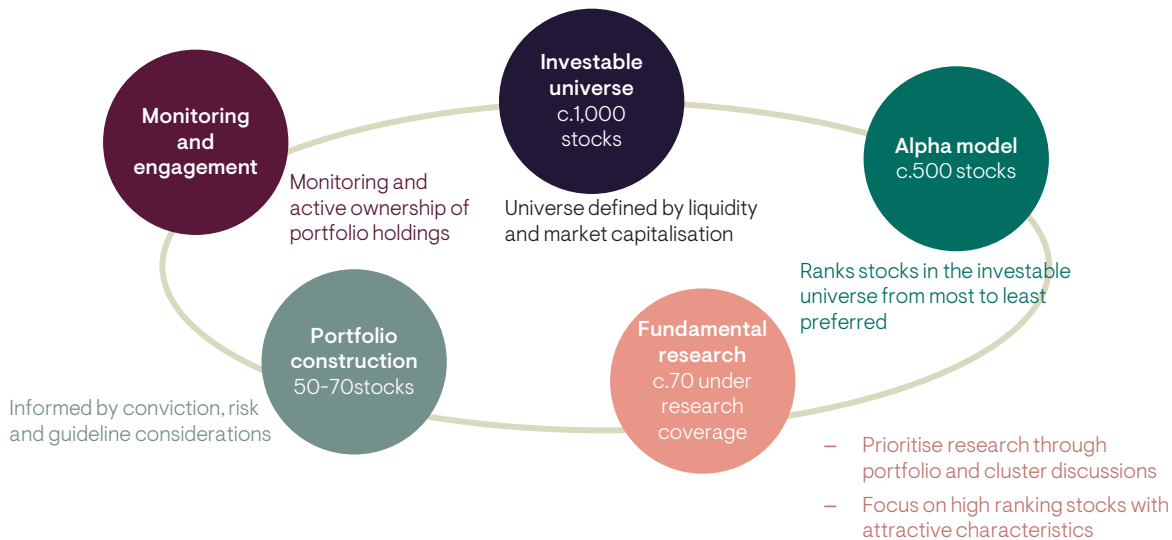 Investable
universe
c.1,000
stocks
Universe defined by liquidity
and market capitalisation
Alpha model
c.500 stocks
Ranks stocks in the investable
universe from most to least
preferred
Fundamental
research
c.70 under
research
coverage
– Prioritise research through
portfolio and cluster discussions
– Focus on high ranking stocks with
attractive characteristics
Portfolio
construction
50-70stocks
Informed by conviction, risk
and guideline considerations
Monitoring
and
engagement
Monitoring and
active ownership of
portfolio holdings